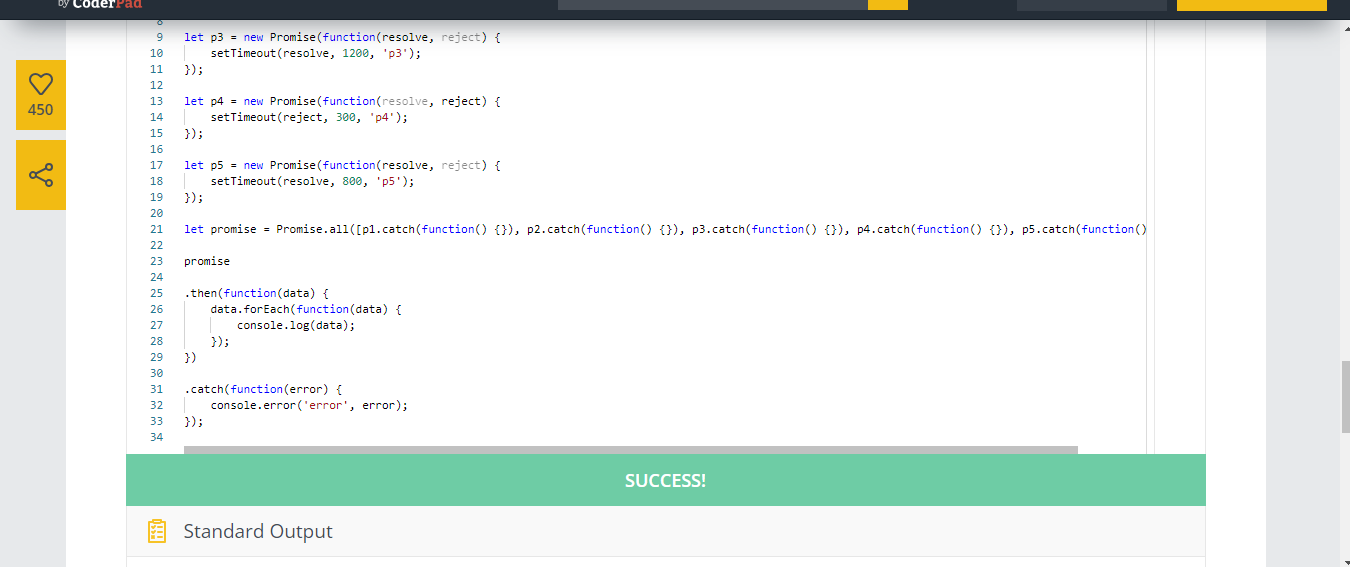 by CoderPad
450
8
9 let p3 = new Promise(function(resolve, reject) {
10 setTimeout(resolve, 1200, 'p3');
11 });
12
13 let p4 = new Promise(function(resolve, reject) {
14 setTimeout(reject, 300, 'p4');
15 });
16
17 let p5 = new Promise(function(resolve, reject) {
18 setTimeout(resolve, 800, 'p5');
19 });
20
21 let promise = Promise.all([p1.catch(function() {}), p2.catch(function() {}), p3.catch(function() {}), p4.catch(function() {}), p5.catch(function()
22
23 promise
24
25 .then(function(data) {
26 data.forEach(function(data) {
27 console.log(data);
28 });
29 })
30
31 .catch(function(error) {
32 console.error('error', error);
33 });
34
SUCCESS!
Standard Output